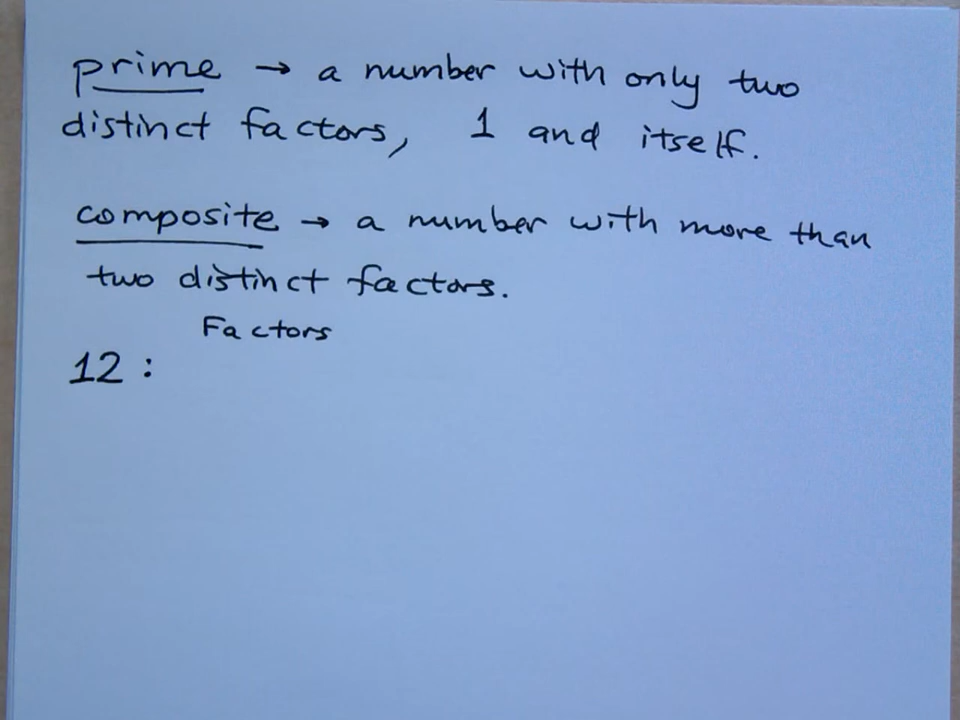 prime → a number with only two
distinct factors, 1 and itself.
composite → a number with more than
two distinct factors.
Factors
12 :